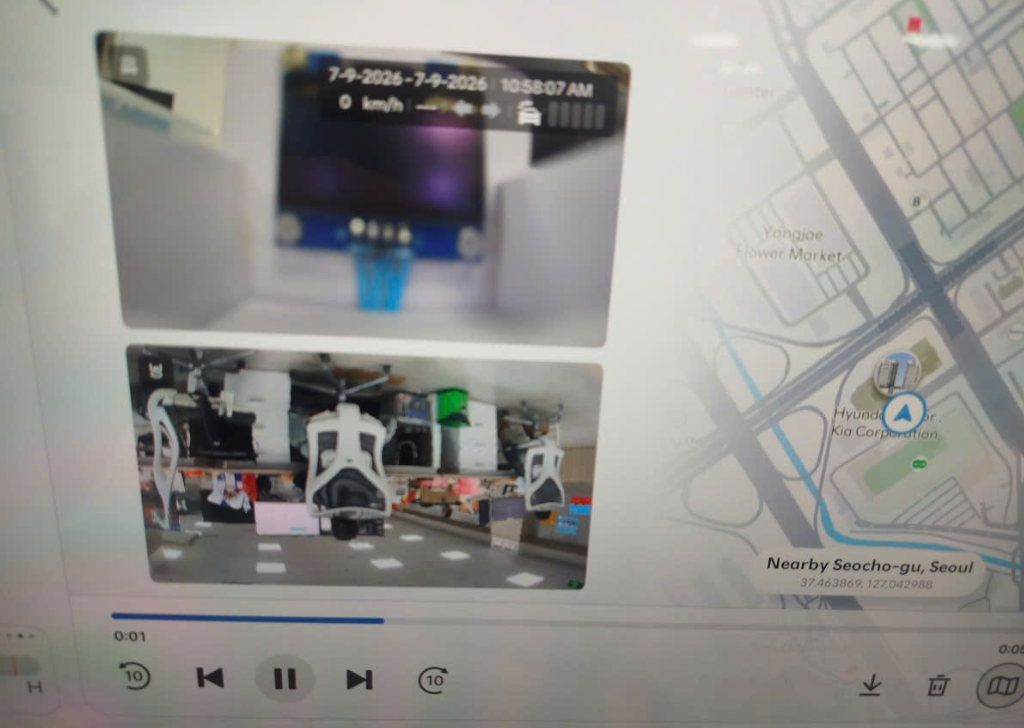 7-9-2026 - 7-9-2026 10:58:07 AM
0 km/h
Yangjae
Flower Market
8
Kia Corporation
Nearby Seocho-gu, Seoul
37.463869, 127.042988
0:01
10
10
H